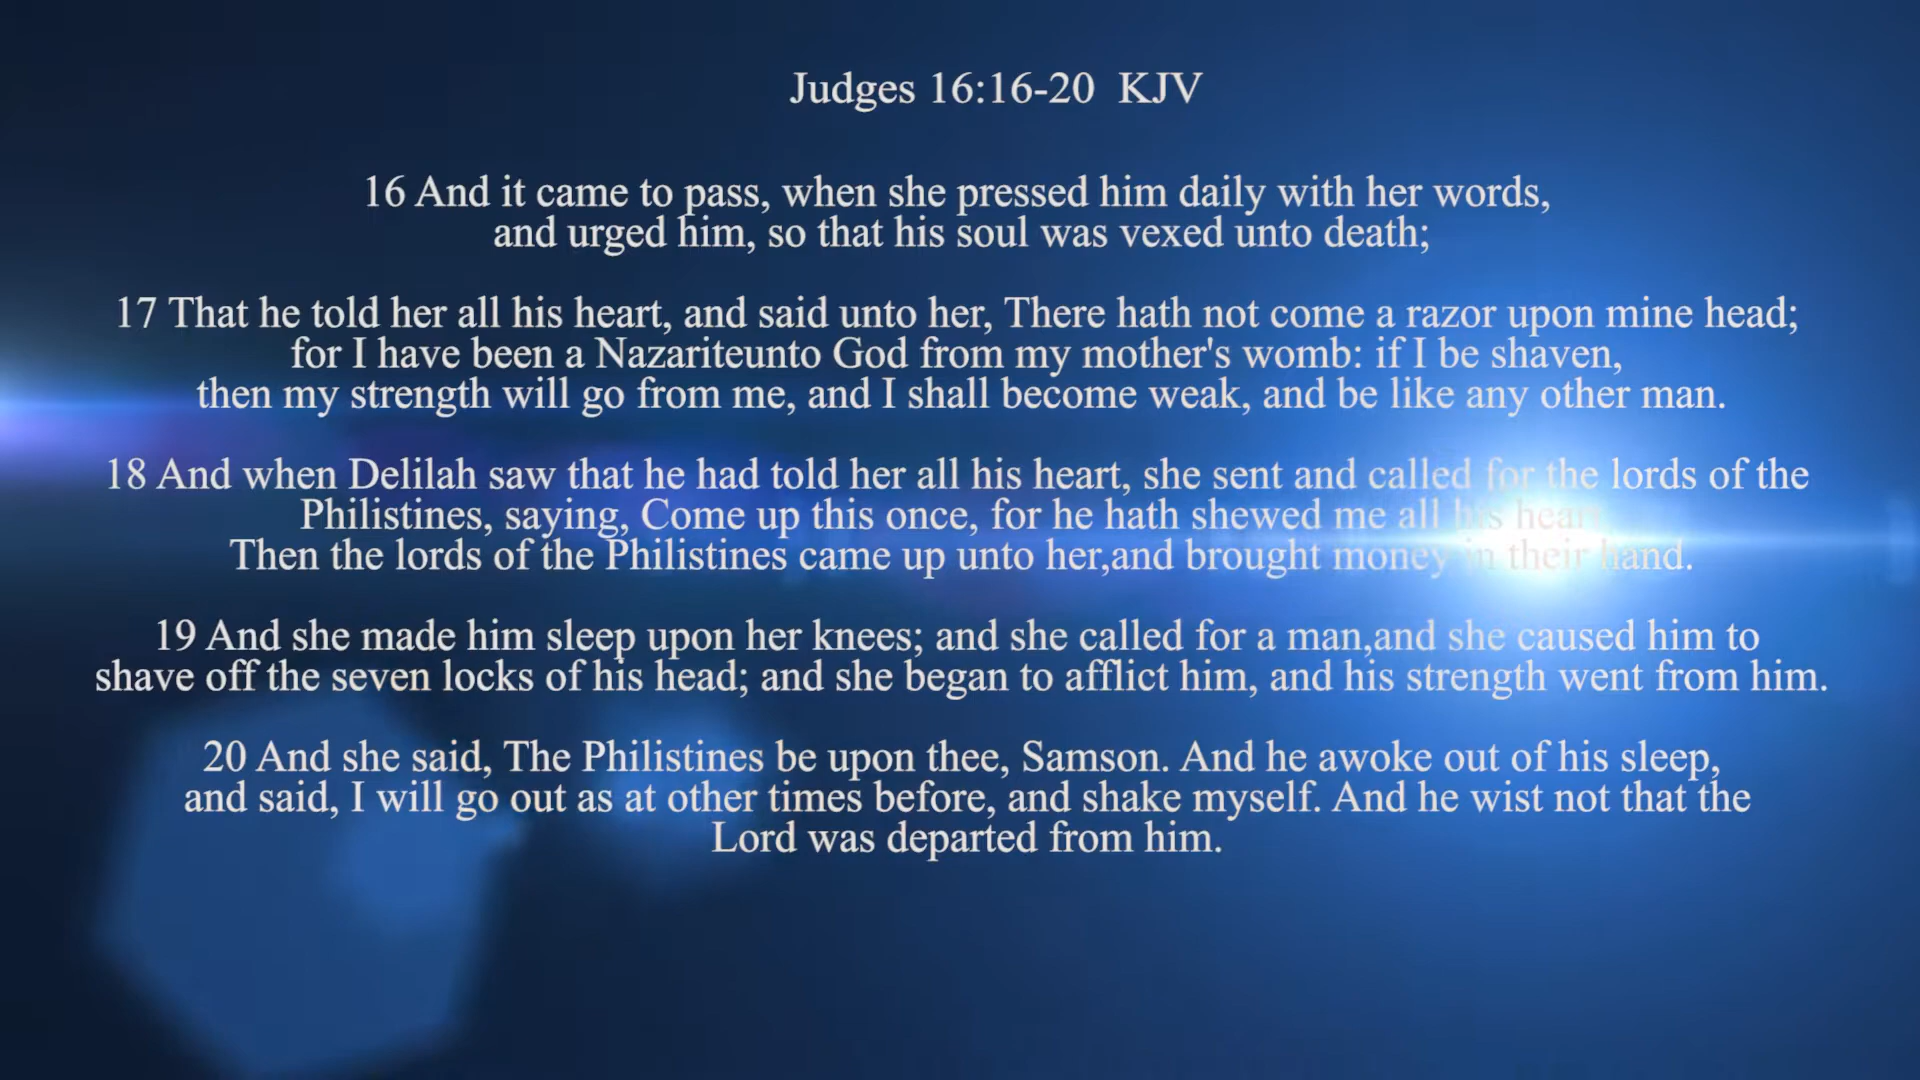 Judges 16:16-20 KJV
16 And it came to pass, when she pressed him daily with her words,
and urged him, so that his soul was vexed unto death;
17 That he told her all his heart, and said unto her, There hath not come a razor upon mine head;
for I have been a Nazariteunto God from my mother's womb: if I be shaven,
then my strength will go from me, and I shall become weak, and be like any other man.
18 And when Delilah saw that he had told her all his heart, she sent and called for the lords of the
Philistines, saying, Come up this once, for he hath shewed me all his heart
Then the lords of the Philistines came up unto her,and brought money in their hand.
19 And she made him sleep upon her knees; and she called for a man,and she caused him to
shave off the seven locks of his head; and she began to afflict him, and his strength went from him.
20 And she said, The Philistines be upon thee, Samson. And he awoke out of his sleep,
and said, I will go out as at other times before, and shake myself. And he wist not that the
Lord was departed from him.